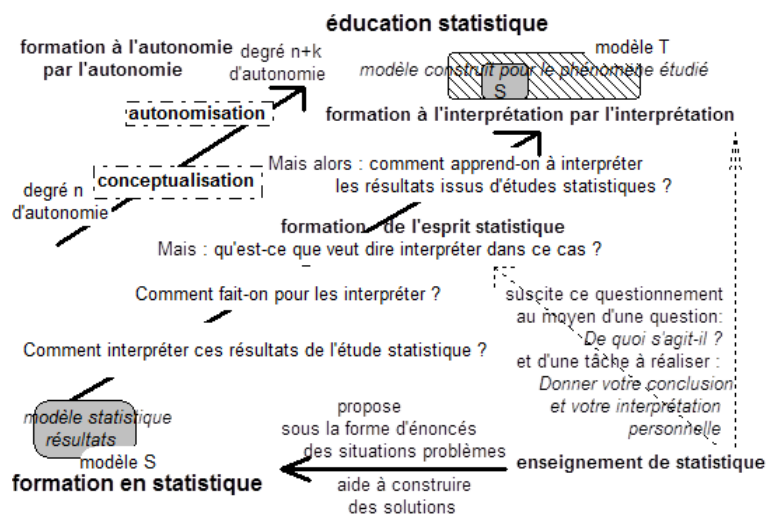 éducation statistique
formation à l'autonomie
par l'autonomie
degré n+k
d'autonomie
modèle T
modèle construit pour le phénomène étudié
S
autonomisation
formation à l'interprétation par l'interprétation
Mais alors : comment apprend-on à interpréter
les résultats issus d'études statistiques ?
conceptualisation
degré n
d'autonomie
formation de l'esprit statistique
Mais : qu'est-ce que veut dire interpréter dans ce cas ?
Comment fait-on pour les interpréter ?
suscite ce questionnement
au moyen d'une question:
De quoi s'agit-il ?
et d'une tâche à réaliser :
Donner votre conclusion
et votre interprétation
personnelle
Comment interpréter ces résultats de l'étude statistique ?
modèle statistique
résultats
modèle S
formation en statistique
propose
sous la forme d'énoncés
des situations problèmes
aide à construire
des solutions
enseignement de statistique